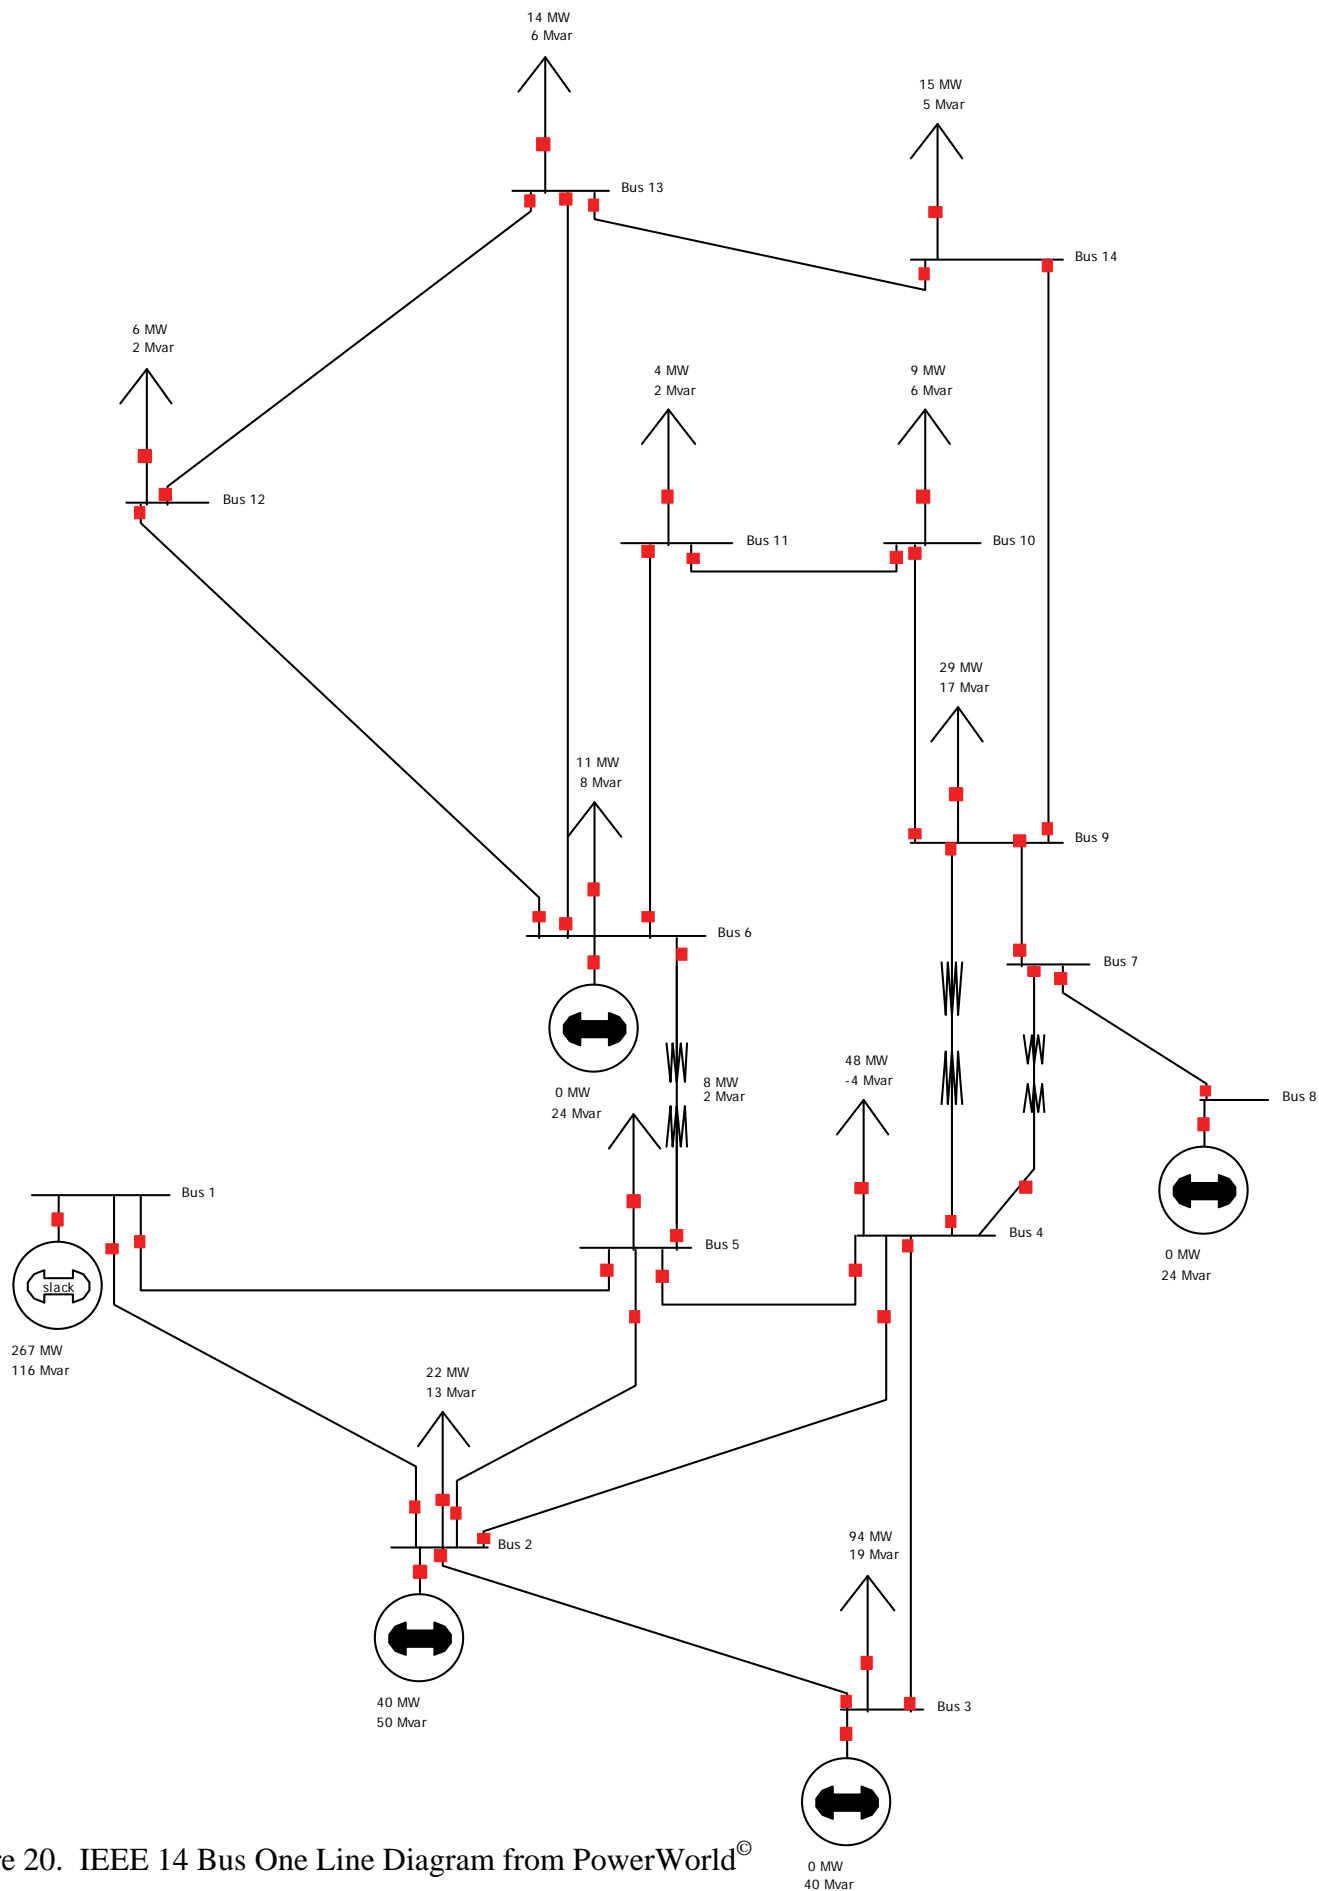 14 MW
6 Mvar
15 MW
5 Mvar
Bus 13
Bus 14
6 MW
2 Mvar
4 MW
2 Mvar
9 MW
6 Mvar
Bus 12
Bus 11
Bus 10
29 MW
17 Mvar
11 MW
8 Mvar
Bus 9
Bus 6
Bus 7
0 MW
24 Mvar
8 MW
2 Mvar
48 MW
-4 Mvar
Bus 8
Bus 1
Bus 5
Bus 4
slack
0 MW
24 Mvar
267 MW
116 Mvar
22 MW
13 Mvar
Bus 2
94 MW
19 Mvar
Bus 3
40 MW
50 Mvar
re 20. IEEE 14 Bus One Line Diagram from PowerWorld©
0 MW
40 Mvar